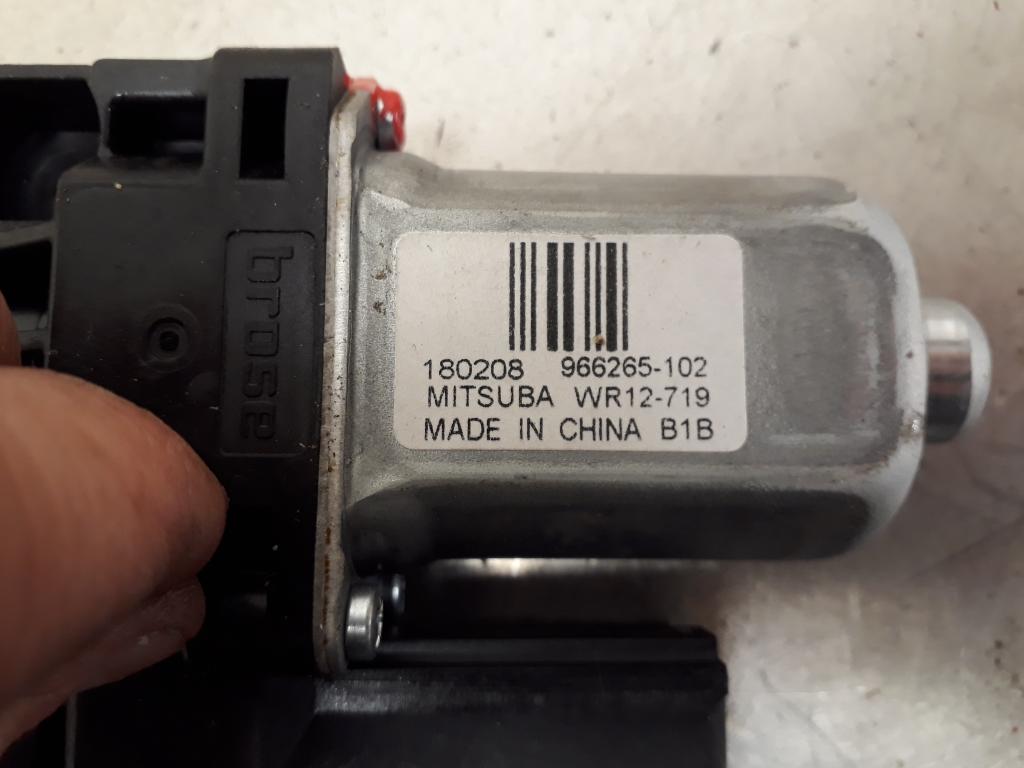 brose
180208 966265-102
MITSUBA WR12-719
MADE IN CHINA B1B